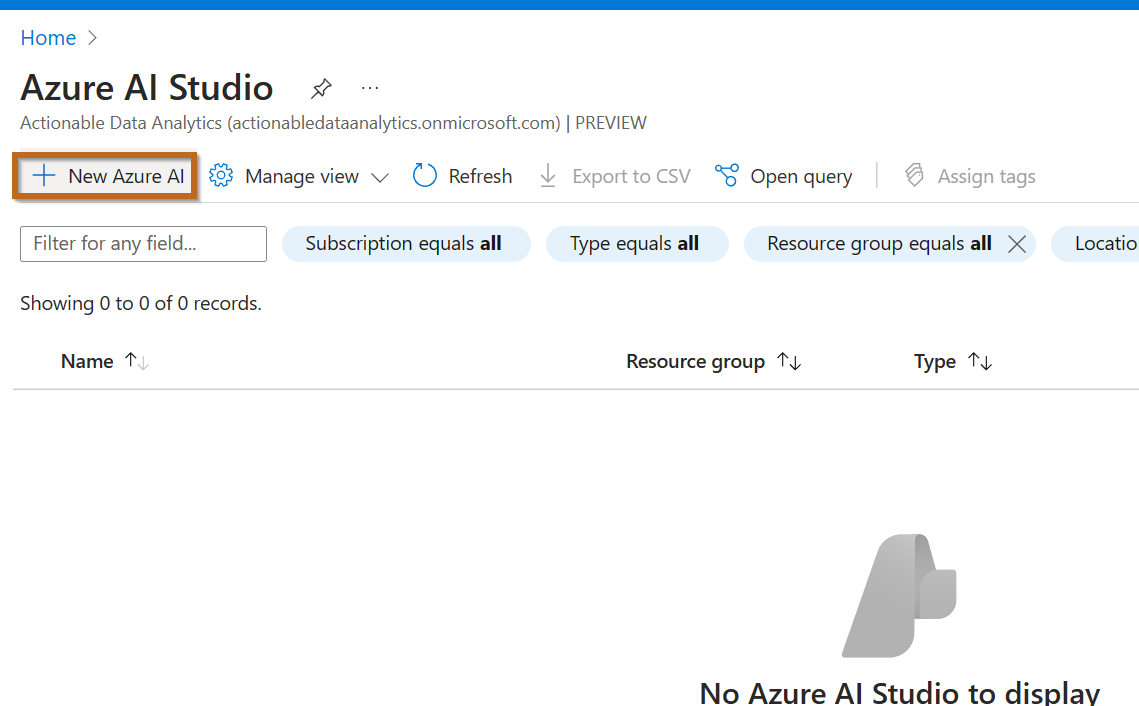 Home
Azure AI Studio ...
Actionable Data Analytics (actionabledataanalytics.onmicrosoft.com) | PREVIEW
New Azure AI Manage view Refresh Export to CSV Open query Assign tags
Filter for any field... Subscription equals all Type equals all Resource group equals all Locatio
Showing 0 to 0 of 0 records.
Name Resource group Type
No Azure AI Studio to display